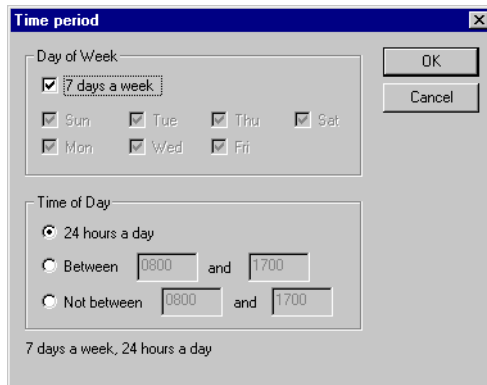 Time period
Day of Week
OK
7 days a week
Cancel
Sun Tue Thu Sat
Mon Wed Fri
Time of Day
24 hours a day
Between 0800 and 1700
Not between 0800 and 1700
7 days a week, 24 hours a day